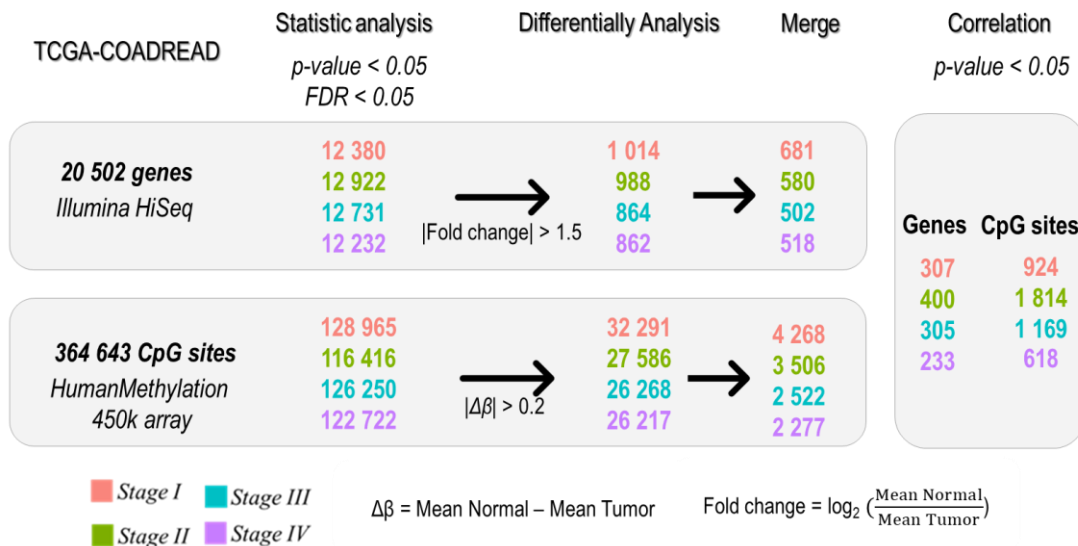 TCGA-COADREAD
Statistic analysis
p-value < 0.05
FDR < 0.05
Differentially Analysis
Merge
Correlation
p-value < 0.05
20 502 genes
Illumina HiSeq
12 380
12 922
12 731
12 232
|Fold change| > 1.5
1 014
988
864
862
681
580
502
518
364 643 CpG sites
HumanMethylation
450k array
128 965
116 416
126 250
122 722
|Δβ| > 0.2
32 291
27 586
26 268
26 217
4 268
3 506
2 522
2 277
Genes CpG sites
307 924
400 1 814
305 1 169
233 618
Stage I Stage III
Stage II Stage IV
Δβ = Mean Normal – Mean Tumor
Fold change = log₂ (Mean Normal/Mean Tumor)